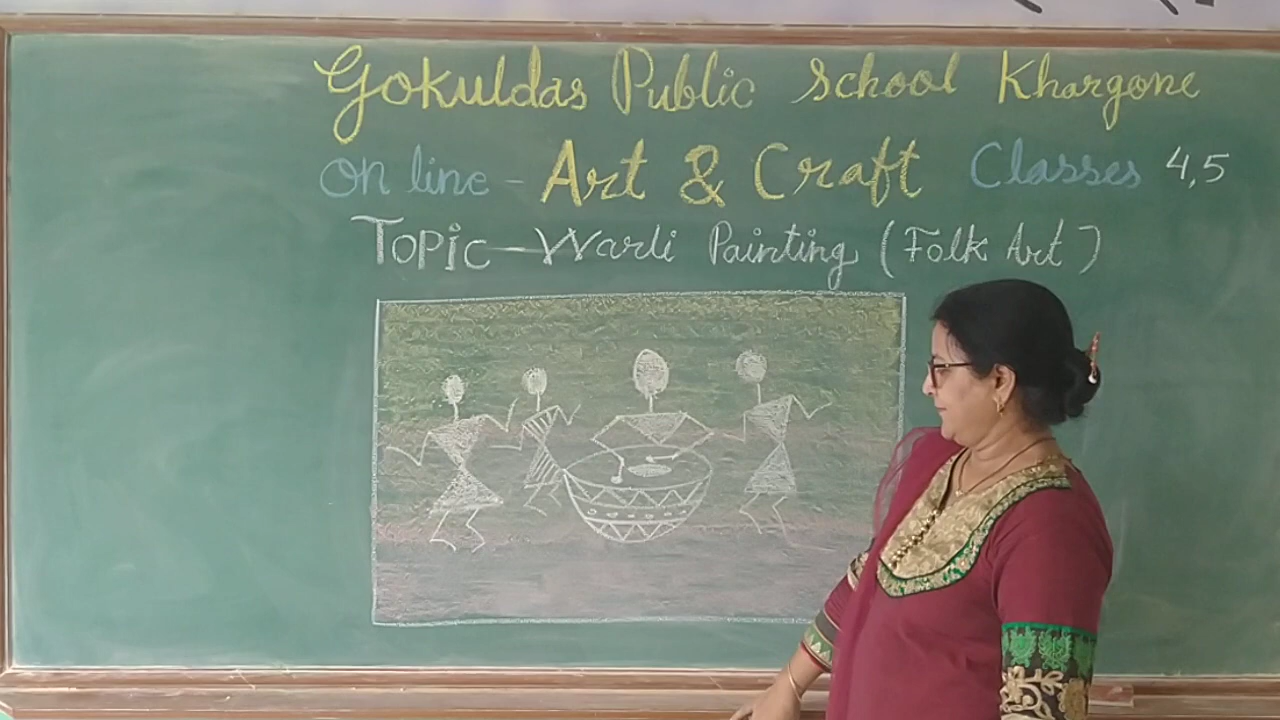 Gokuldas Public School Khargone
On line - Art & Craft Classes 4,5
Topic - Warli Painting (Folk Art)